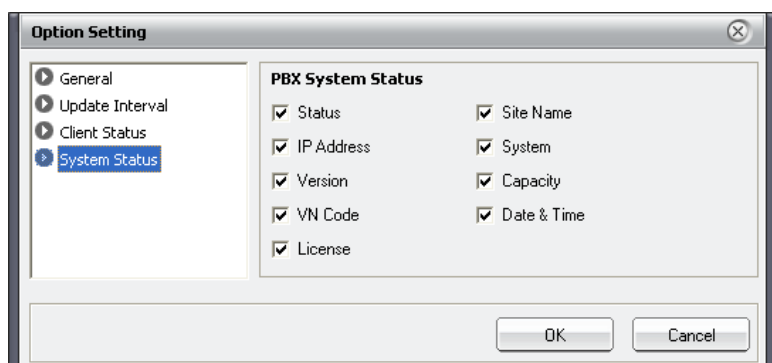 Option Setting
General
Update Interval
Client Status
System Status
PBX System Status
Status
Site Name
IP Address
System
Version
Capacity
VN Code
Date & Time
License
OK
Cancel